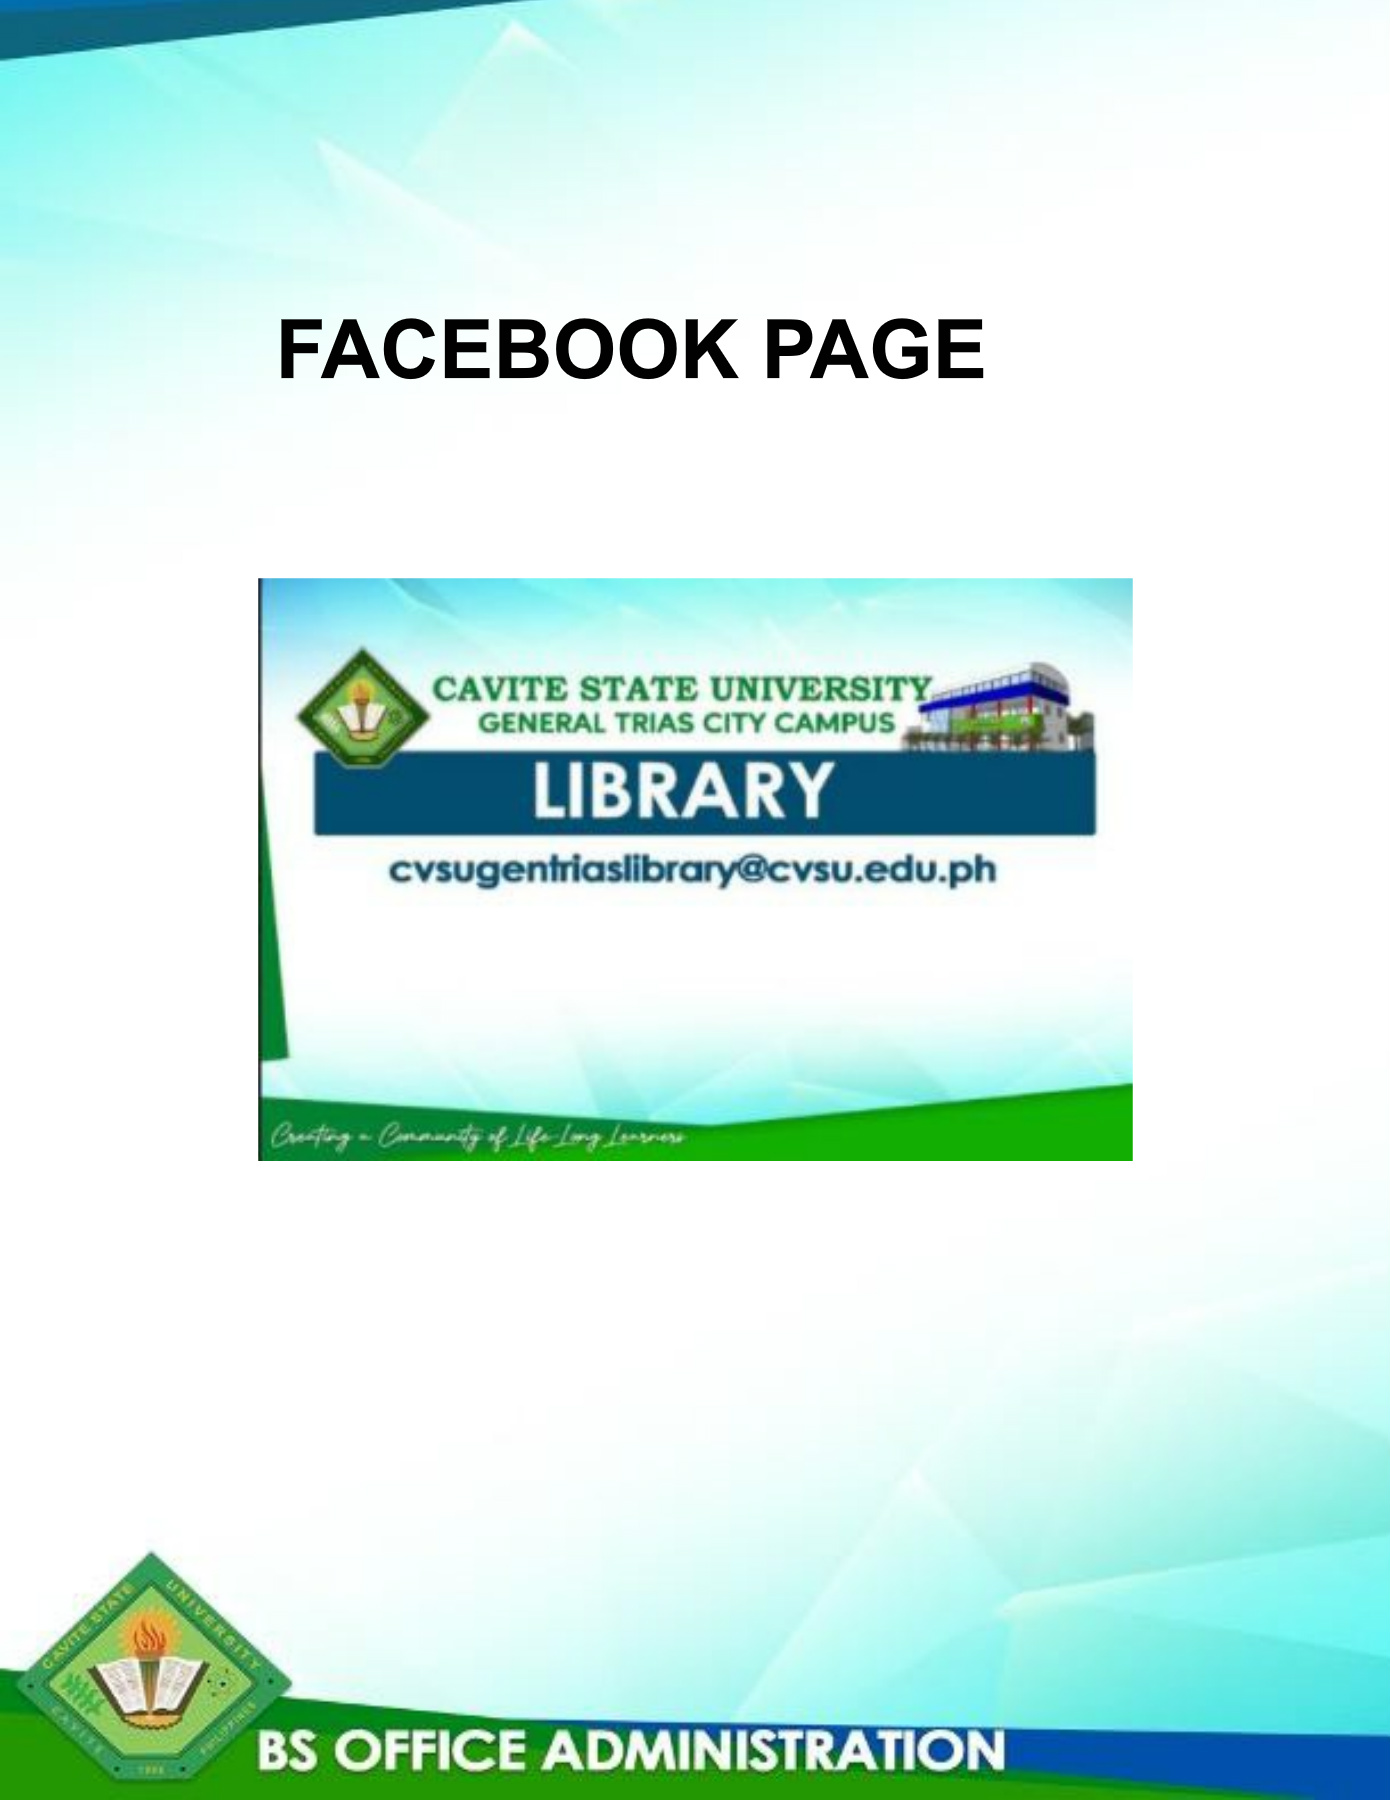 FACEBOOK PAGE
CAVITE STATE UNIVERSITY
GENERAL TRIAS CITY CAMPUS
LIBRARY
cvsugentriaslibrary@cvsu.edu.ph
Creating a Community of Life-Long Learners
CAVITE STATE UNIVERSITY
CAVITE PHILIPPINES
1906
BS OFFICE ADMINISTRATION